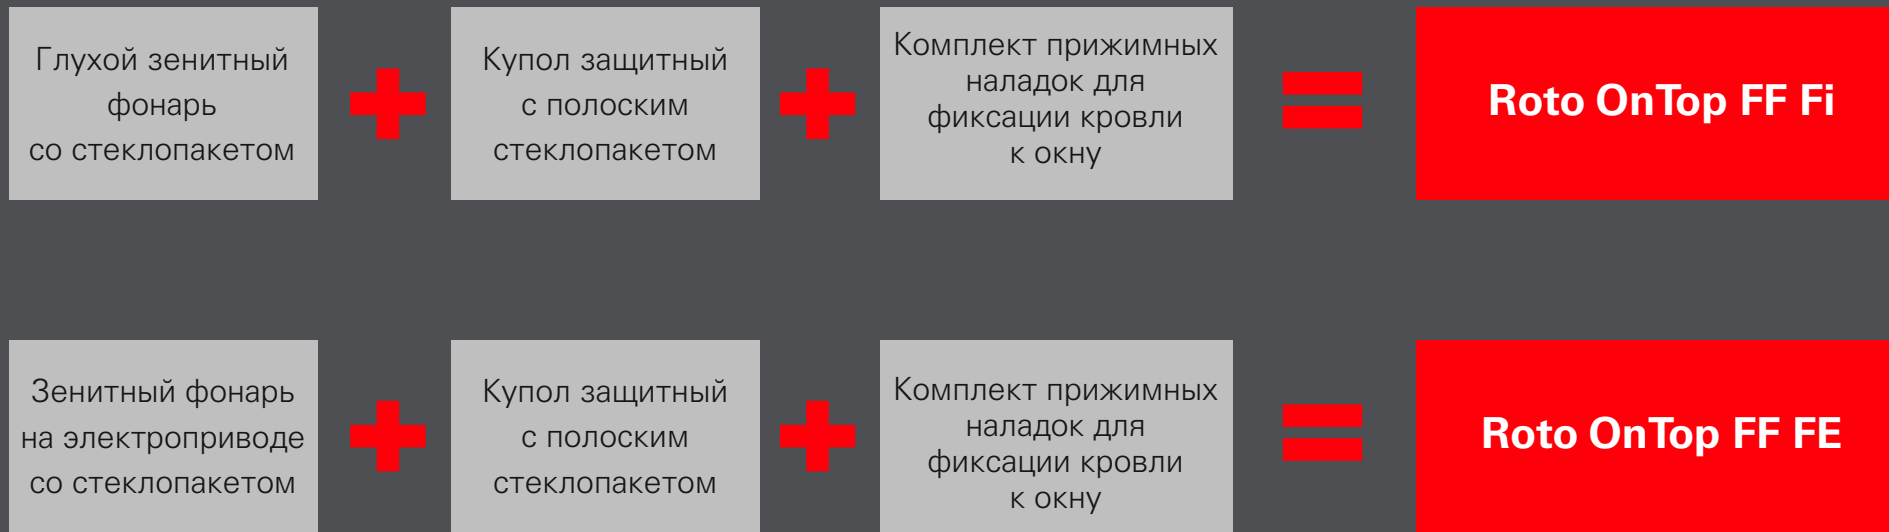 Глухой зенитный
фонарь
со стеклопакетом
Купол защитный
с полоским
стеклопакетом
Комплект прижимных
наладок для
фиксации кровли
к окну
Roto OnTop FF Fi
Зенитный фонарь
на электроприводе
со стеклопакетом
Купол защитный
с полоским
стеклопакетом
Комплект прижимных
наладок для
фиксации кровли
к окну
Roto OnTop FF FE